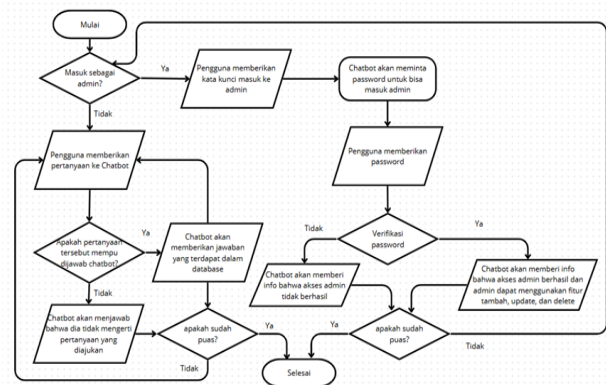 Mulai
Masuk sebagai
admin?
Ya
Pengguna memberikan
kata kunci masuk ke
admin
Chatbot akan meminta
password untuk bisa
masuk admin
Tidak
Pengguna memberikan
pertanyaan ke Chatbot
Pengguna memberikan
password
Apakah pertanyaan
tersebut mempu
dijawab chatbot?
Ya
Chatbot akan
memberikan jawaban
yang terdapat dalam
database
Tidak
Verifikasi
password
Ya
Chatbot akan memberi
info bahwa akses admin
tidak berhasil
Chatbot akan memberi info
bahwa akses admin berhasil dan
admin dapat menggunakan fitur
tambah, update, dan delete
Tidak
Chatbot akan menjawab
bahwa dia tidak mengerti
pertanyaan yang
diajukan
apakah sudah
puas?
Ya
Ya
apakah sudah
puas?
Tidak
Tidak
Selesai